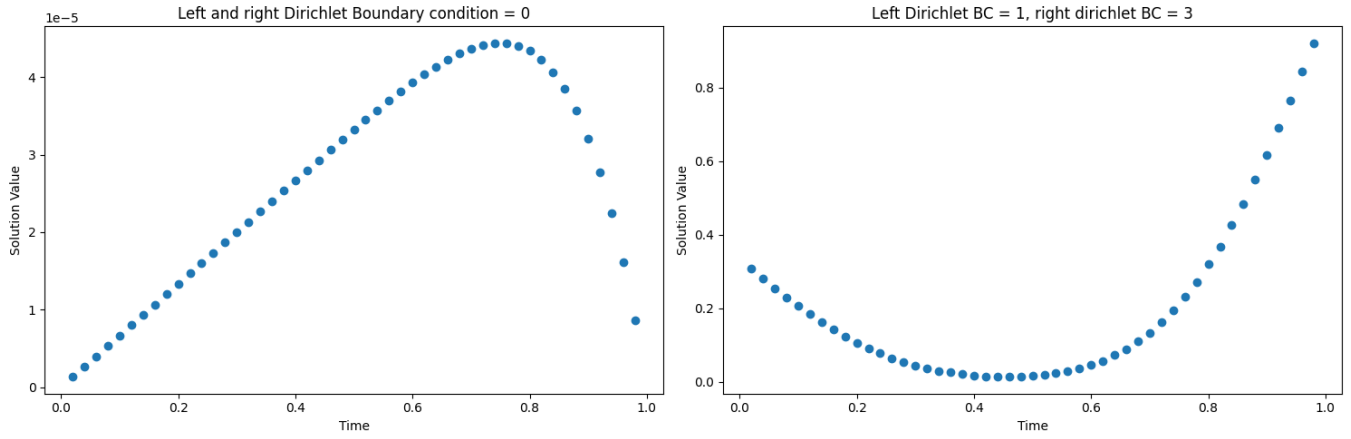 Left and right Dirichlet Boundary condition = 0
1e−5
4
3
2
1
0
Solution Value
0.0 0.2 0.4 0.6 0.8 1.0
Time
Left Dirichlet BC = 1, right dirichlet BC = 3
0.8
0.6
0.4
0.2
0.0
Solution Value
0.0 0.2 0.4 0.6 0.8 1.0
Time